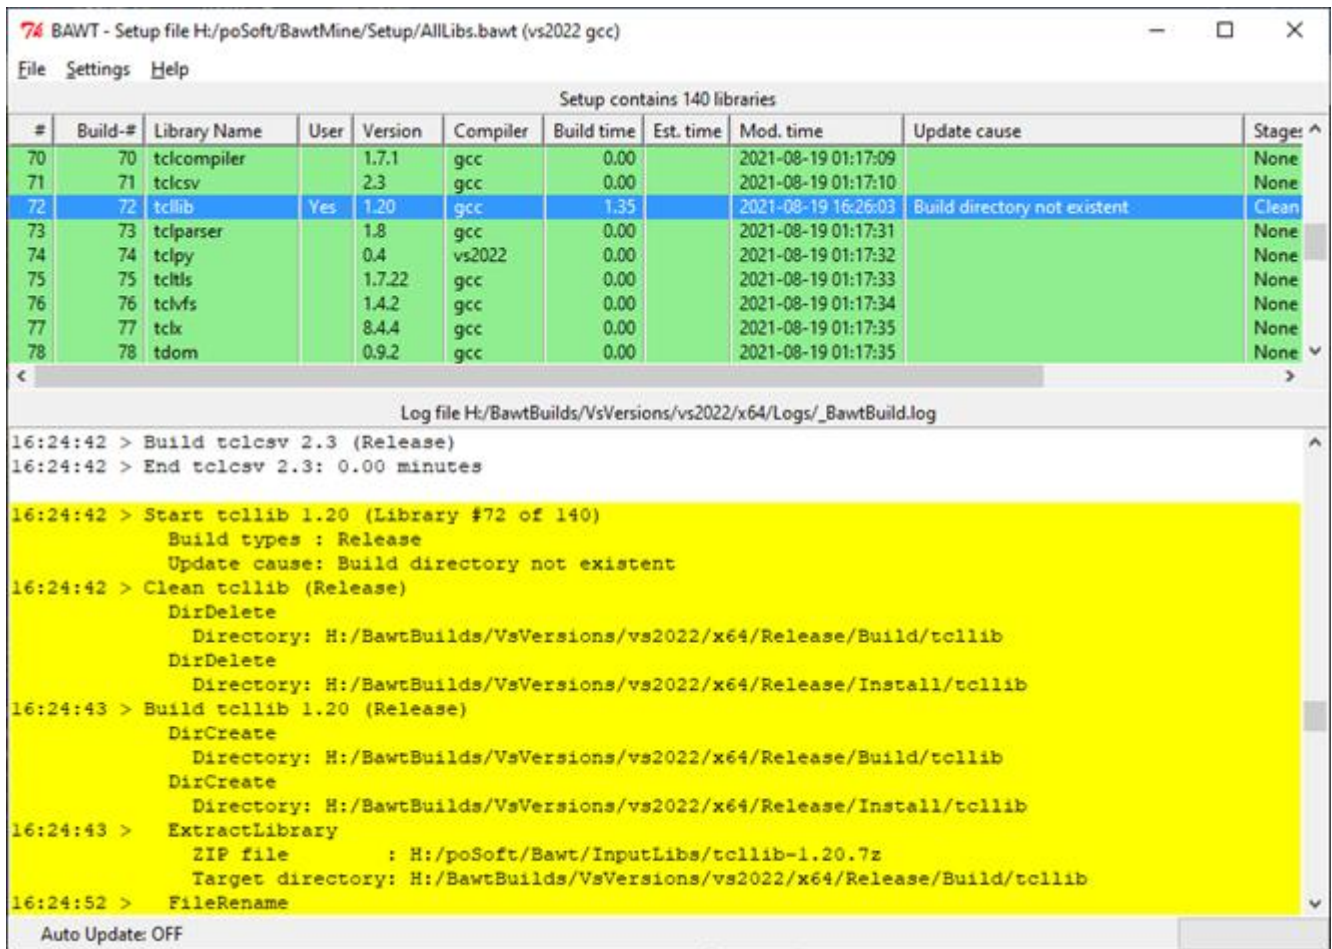 BAWT - Setup file H:/poSoft/BawtMine/Setup/AllLibs.bawt (vs2022 gcc)
File Settings Help
Setup contains 140 libraries
# Build-# Library Name User Version Compiler Build time Est. time Mod. time Update cause Stages
70 70 tclcompiler 1.7.1 gcc 0.00 2021-08-19 01:17:09 None
71 71 tclcsv 2.3 gcc 0.00 2021-08-19 01:17:10 None
72 72 tcllib Yes 1.20 gcc 1.35 2021-08-19 16:26:03 Build directory not existent Clean
73 73 tclparser 1.8 gcc 0.00 2021-08-19 01:17:31 None
74 74 tclpy 0.4 vs2022 0.00 2021-08-19 01:17:32 None
75 75 tcltls 1.7.22 gcc 0.00 2021-08-19 01:17:33 None
76 76 tclvfs 1.4.2 gcc 0.00 2021-08-19 01:17:34 None
77 77 tclx 8.4.4 gcc 0.00 2021-08-19 01:17:35 None
78 78 tdom 0.9.2 gcc 0.00 2021-08-19 01:17:35 None
Log file H:/BawtBuilds/VsVersions/vs2022/x64/Logs/_BawtBuild.log
16:24:42 > Build tclcsv 2.3 (Release)
16:24:42 > End tclcsv 2.3: 0.00 minutes
16:24:42 > Start tcllib 1.20 (Library #72 of 140)
Build types : Release
Update cause: Build directory not existent
16:24:42 > Clean tcllib (Release)
DirDelete
Directory: H:/BawtBuilds/VsVersions/vs2022/x64/Release/Build/tcllib
DirDelete
Directory: H:/BawtBuilds/VsVersions/vs2022/x64/Release/Install/tcllib
16:24:43 > Build tcllib 1.20 (Release)
DirCreate
Directory: H:/BawtBuilds/VsVersions/vs2022/x64/Release/Build/tcllib
DirCreate
Directory: H:/BawtBuilds/VsVersions/vs2022/x64/Release/Install/tcllib
16:24:43 > ExtractLibrary
ZIP file : H:/poSoft/Bawt/InputLibs/tcllib-1.20.7z
Target directory: H:/BawtBuilds/VsVersions/vs2022/x64/Release/Build/tcllib
16:24:52 > FileRename
Auto Update: OFF